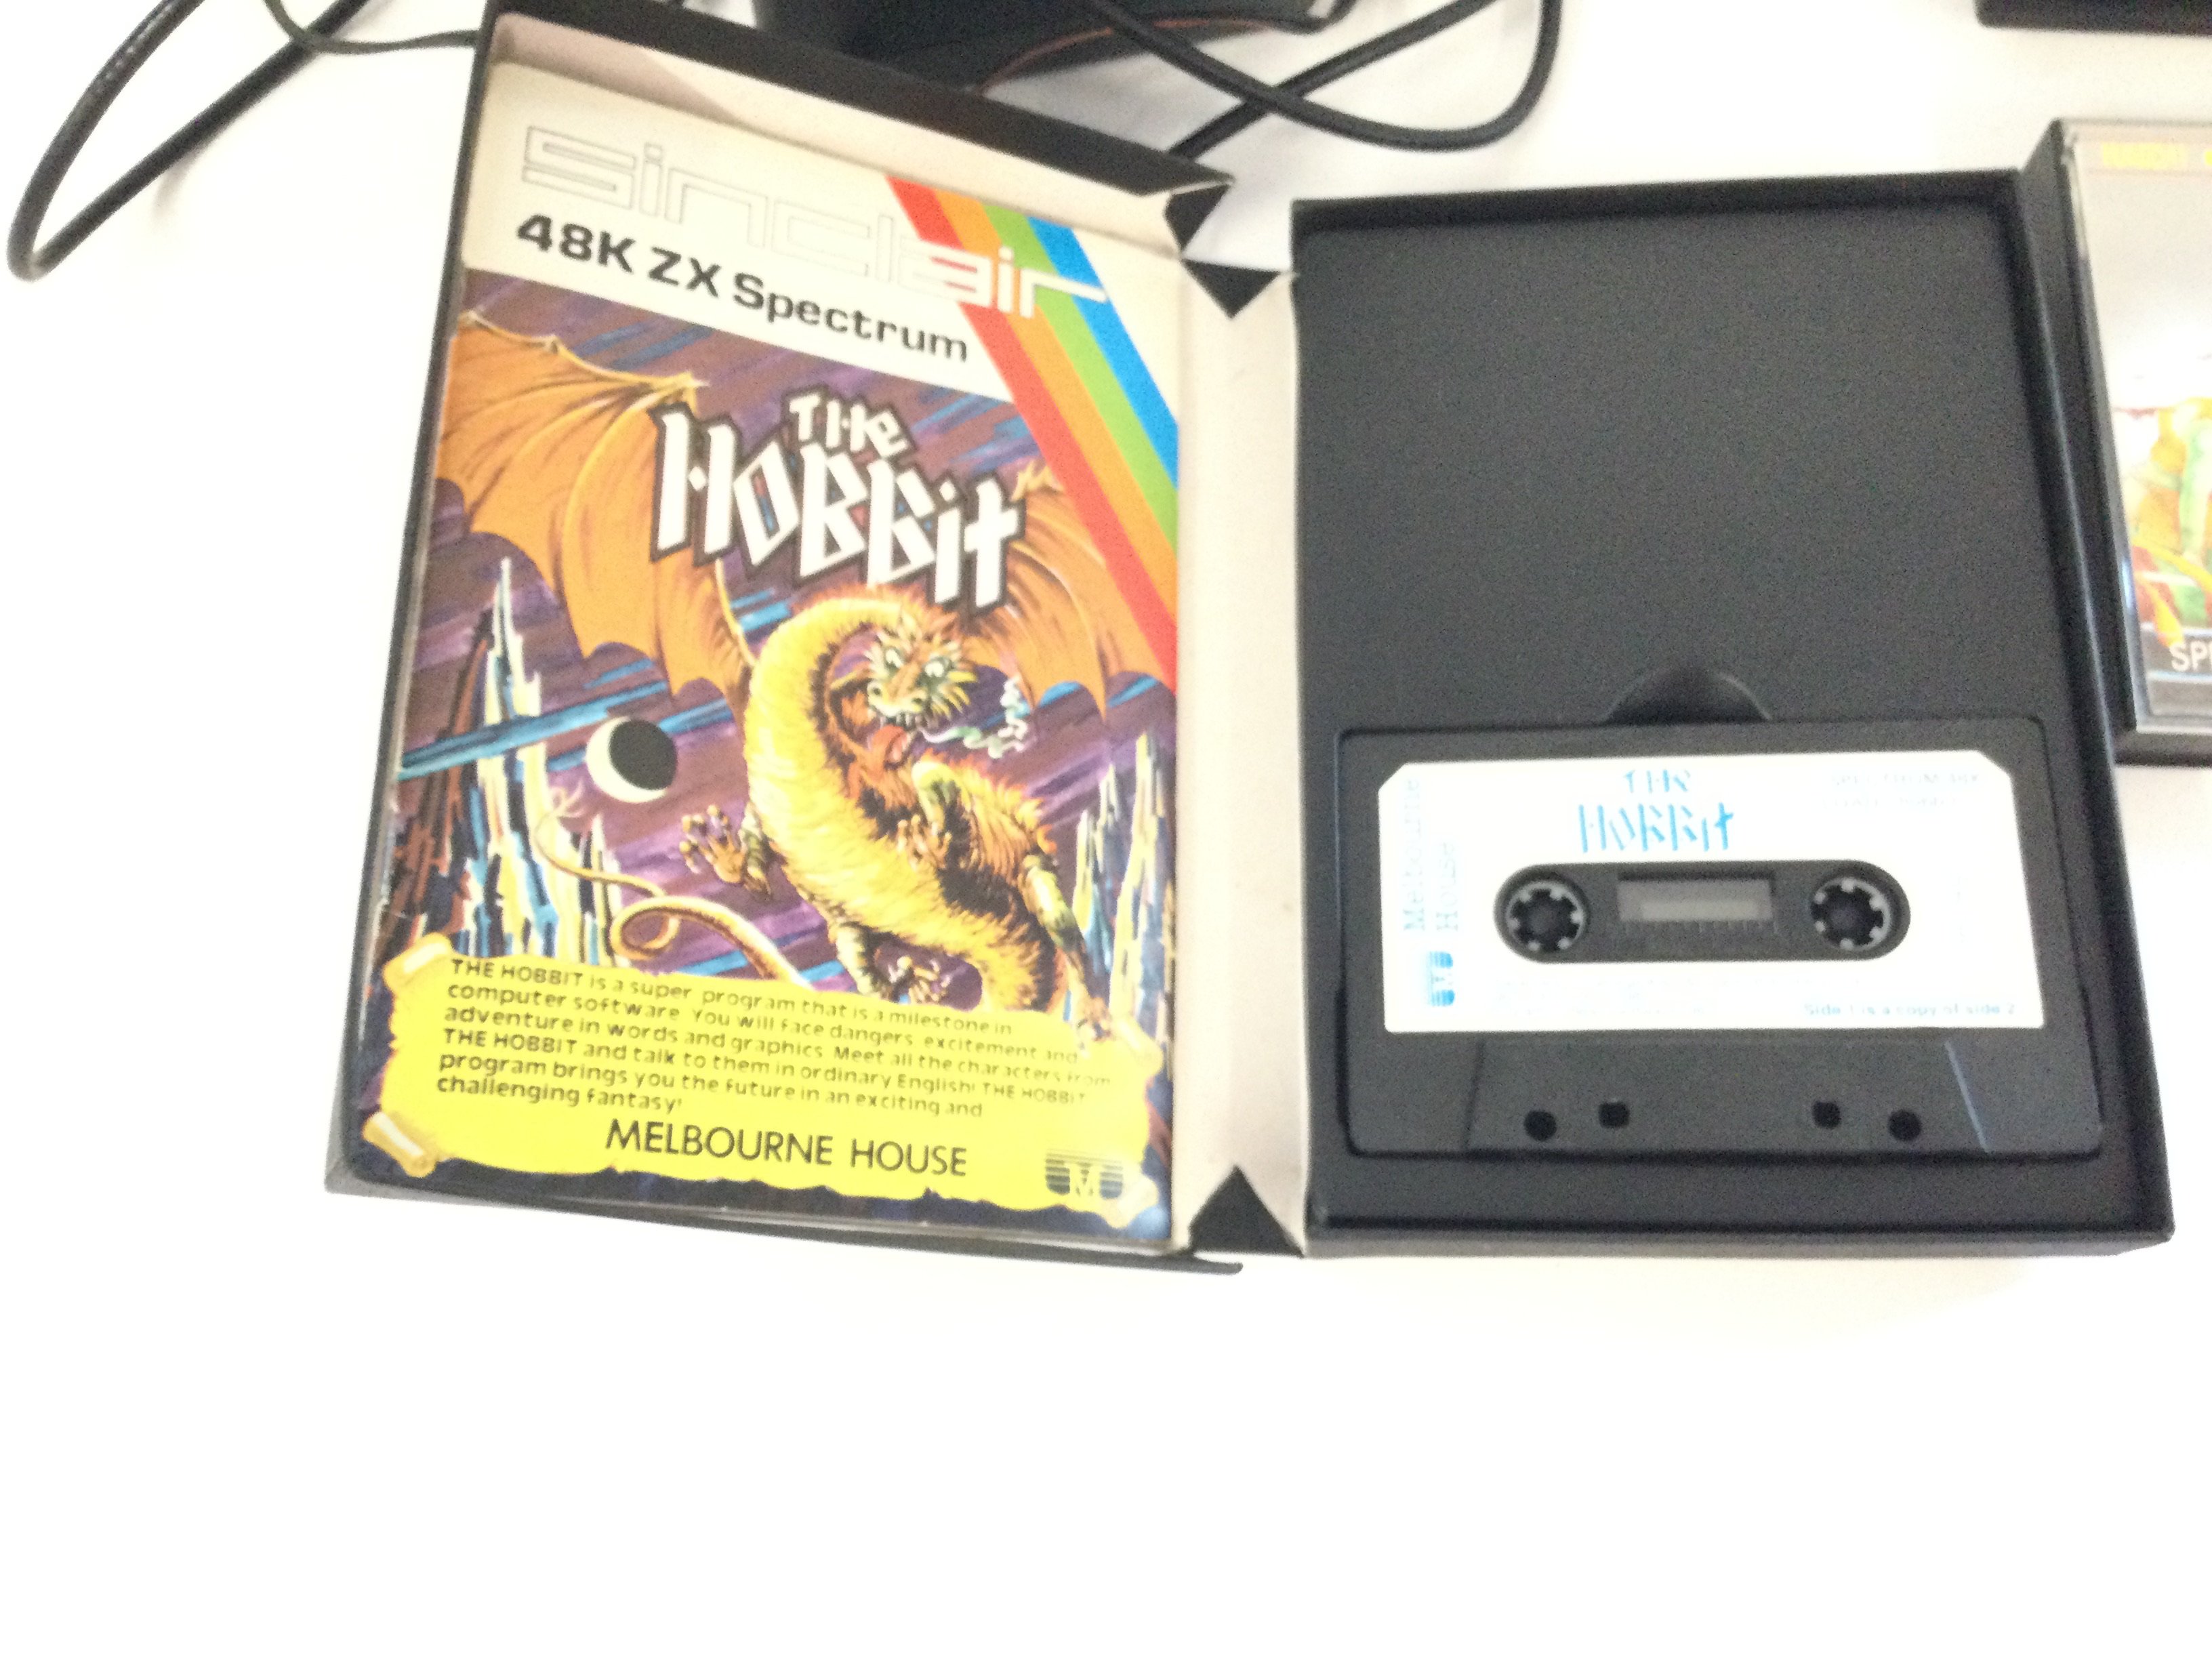 sinclair
48K ZX Spectrum
THE
HOBBIT
THE HOBBIT is a super program that is a milestone in
computer software. You will face dangers, excitement and
adventure in words and graphics. Meet all the characters from
THE HOBBIT and talk to them in ordinary English! THE HOBBIT
program brings you the future in an exciting and
challenging fantasy!
MELBOURNE HOUSE
Melbourne
House
THE
HOBBIT
SPECTRUM 48K
Side 1 is a copy of side 2